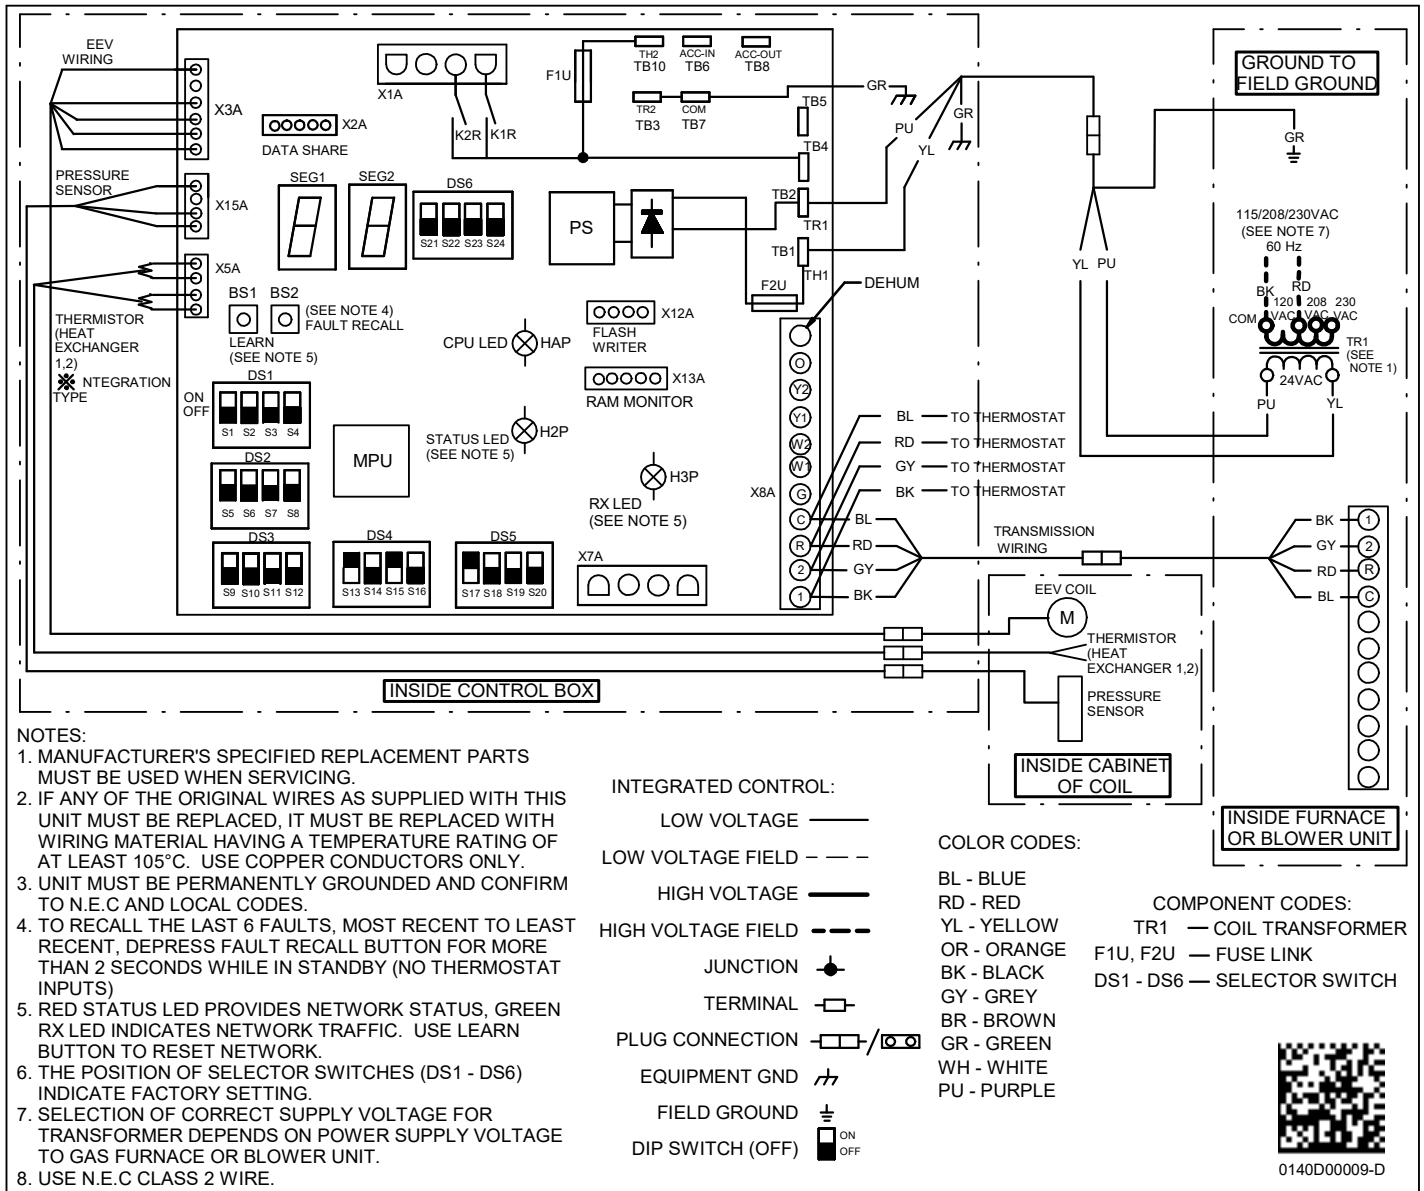 EEV
WIRING
X3A
PRESSURE
SENSOR
X15A
X5A
THERMISTOR
(HEAT
EXCHANGER
1,2)
※ NTEGRATION
TYPE
X1A
K2R
K1R
X2A
DATA SHARE
F1U
TH2
TB10
ACC-IN
TB6
ACC-OUT
TB8
TR2
TB3
COM
TB7
GR
TB5
TB4
TB2
TR1
TB1
TH1
PU
YL
GR
SEG1
SEG2
DS6
S21 S22 S23 S24
PS
F2U
DEHUM
BS1 BS2
(SEE NOTE 4)
FAULT RECALL
LEARN
(SEE NOTE 5)
CPU LED
HAP
X12A
FLASH
WRITER
X13A
RAM MONITOR
DS1
ON
OFF
S1 S2 S3 S4
DS2
S5 S6 S7 S8
DS3
S9 S10 S11 S12
MPU
STATUS LED
(SEE NOTE 5)
H2P
RX LED
(SEE NOTE 5)
H3P
DS4
S13 S14 S15 S16
DS5
S17 S18 S19 S20
X7A
X8A
O
Y2
Y1
W2
W1
G
C
R
2
1
BL TO THERMOSTAT
RD TO THERMOSTAT
GY TO THERMOSTAT
BK TO THERMOSTAT
BL
RD
GY
BK
TRANSMISSION
WIRING
INSIDE CONTROL BOX
EEV COIL
M
THERMISTOR
(HEAT
EXCHANGER 1,2)
PRESSURE
SENSOR
INSIDE CABINET
OF COIL
GROUND TO
FIELD GROUND
GR
YL PU
115/208/230VAC
(SEE NOTE 7)
60 Hz
BK RD
COM
120 208 230
VAC VAC VAC
TR1
(SEE
NOTE 1)
24VAC
PU YL
BK 1
GY 2
RD R
BL C
INSIDE FURNACE
OR BLOWER UNIT
NOTES:
1. MANUFACTURER'S SPECIFIED REPLACEMENT PARTS
MUST BE USED WHEN SERVICING.
2. IF ANY OF THE ORIGINAL WIRES AS SUPPLIED WITH THIS
UNIT MUST BE REPLACED, IT MUST BE REPLACED WITH
WIRING MATERIAL HAVING A TEMPERATURE RATING OF
AT LEAST 105°C. USE COPPER CONDUCTORS ONLY.
3. UNIT MUST BE PERMANENTLY GROUNDED AND CONFIRM
TO N.E.C AND LOCAL CODES.
4. TO RECALL THE LAST 6 FAULTS, MOST RECENT TO LEAST
RECENT, DEPRESS FAULT RECALL BUTTON FOR MORE
THAN 2 SECONDS WHILE IN STANDBY (NO THERMOSTAT
INPUTS)
5. RED STATUS LED PROVIDES NETWORK STATUS, GREEN
RX LED INDICATES NETWORK TRAFFIC. USE LEARN
BUTTON TO RESET NETWORK.
6. THE POSITION OF SELECTOR SWITCHES (DS1 - DS6)
INDICATE FACTORY SETTING.
7. SELECTION OF CORRECT SUPPLY VOLTAGE FOR
TRANSFORMER DEPENDS ON POWER SUPPLY VOLTAGE
TO GAS FURNACE OR BLOWER UNIT.
8. USE N.E.C CLASS 2 WIRE.
INTEGRATED CONTROL:
LOW VOLTAGE
LOW VOLTAGE FIELD
HIGH VOLTAGE
HIGH VOLTAGE FIELD
JUNCTION
TERMINAL
PLUG CONNECTION
EQUIPMENT GND
FIELD GROUND
DIP SWITCH (OFF)
ON
OFF
COLOR CODES:
BL - BLUE
RD - RED
YL - YELLOW
OR - ORANGE
BK - BLACK
GY - GREY
BR - BROWN
GR - GREEN
WH - WHITE
PU - PURPLE
COMPONENT CODES:
TR1 — COIL TRANSFORMER
F1U, F2U — FUSE LINK
DS1 - DS6 — SELECTOR SWITCH
0140D00009-D